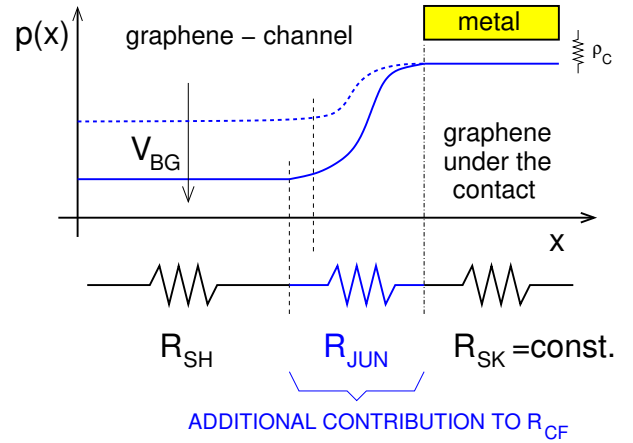 p(x)
graphene – channel
metal
ρC
VBG
graphene
under the
contact
x
RSH
RJUN
RSK =const.
ADDITIONAL CONTRIBUTION TO RCF